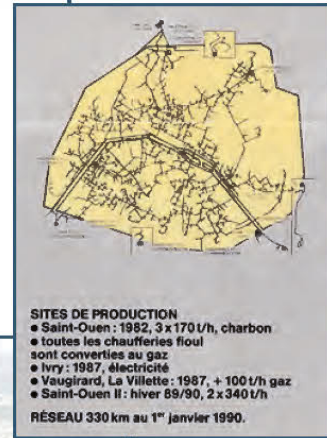 SITES DE PRODUCTION
● Saint-Ouen : 1982, 3 x 170 t/h, charbon
● toutes les chaufferies fioul
sont converties au gaz
● Ivry : 1987, électricité
● Vaugirard, La Villette : 1987, + 100 t/h gaz
● Saint-Ouen II : hiver 89/90, 2 x 340 t/h
RÉSEAU 330 km au 1er janvier 1990.